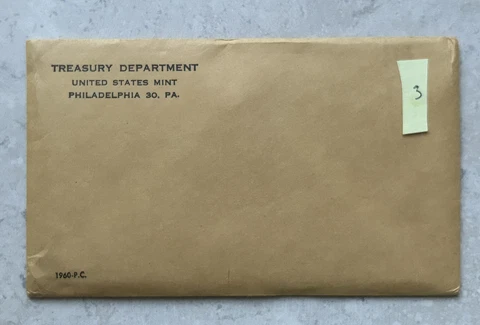 TREASURY DEPARTMENT
UNITED STATES MINT
PHILADELPHIA 30. PA.
3
1960-P.C.